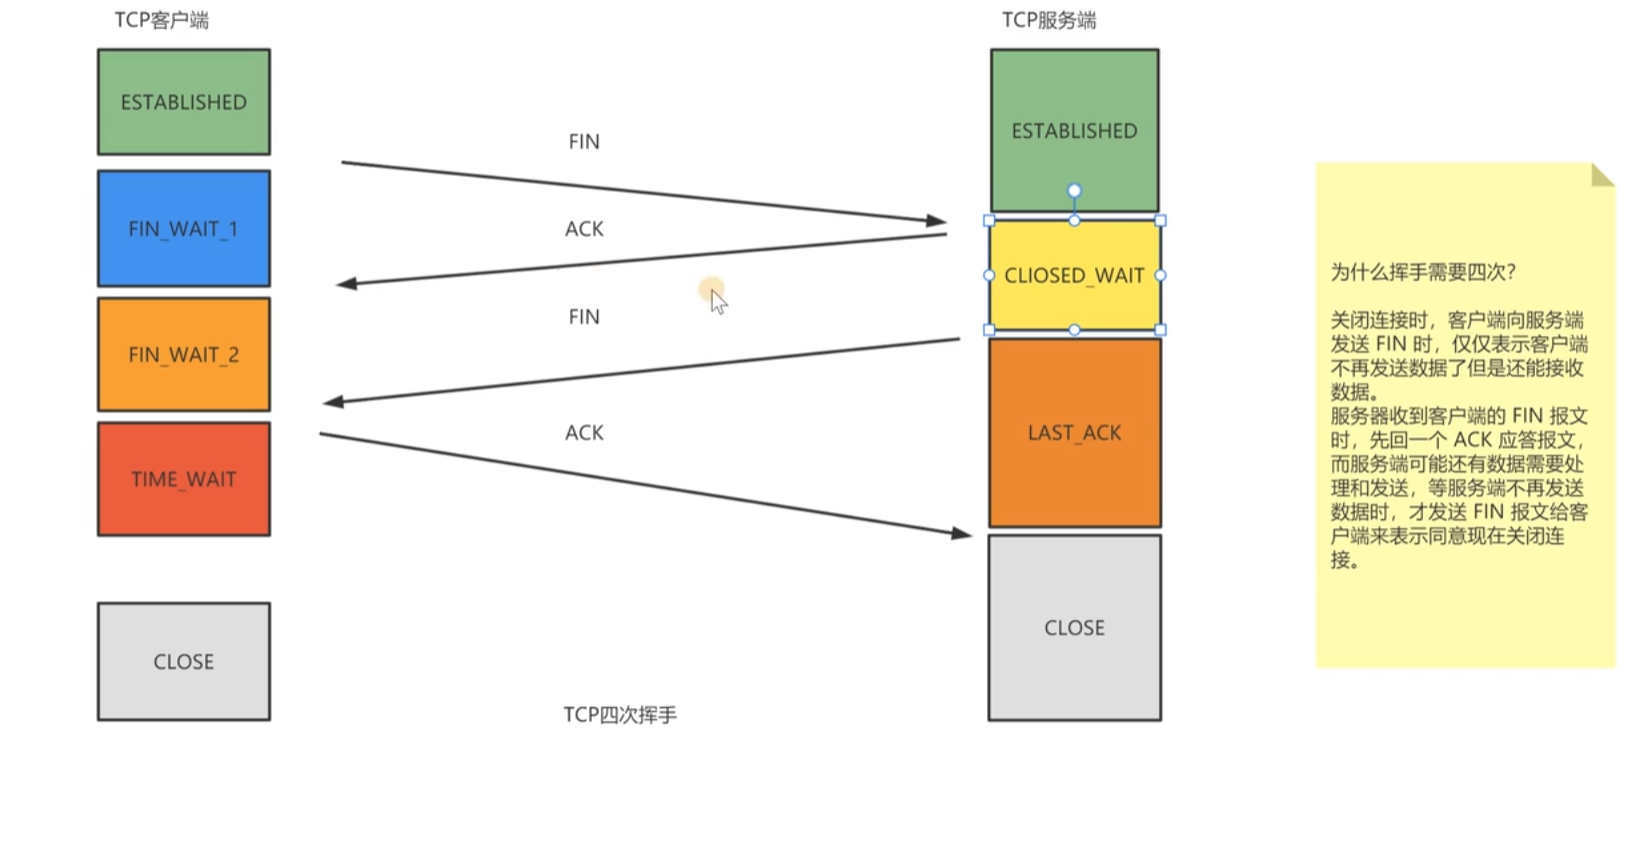 TCP客户端
TCP服务端
ESTABLISHED
ESTABLISHED
FIN
FIN_WAIT_1
ACK
CLIOSED_WAIT
FIN
FIN_WAIT_2
ACK
LAST_ACK
TIME_WAIT
CLOSE
CLOSE
TCP四次挥手
为什么挥手需要四次？
关闭连接时，客户端向服务端
发送 FIN 时，仅仅表示客户端
不再发送数据了但是还能接收
数据。
服务器收到客户端的 FIN 报文
时，先回一个 ACK 应答报文，
而服务端可能还有数据需要处
理和发送，等服务端不再发送
数据时，才发送 FIN 报文给客
户端来表示同意现在关闭连
接。